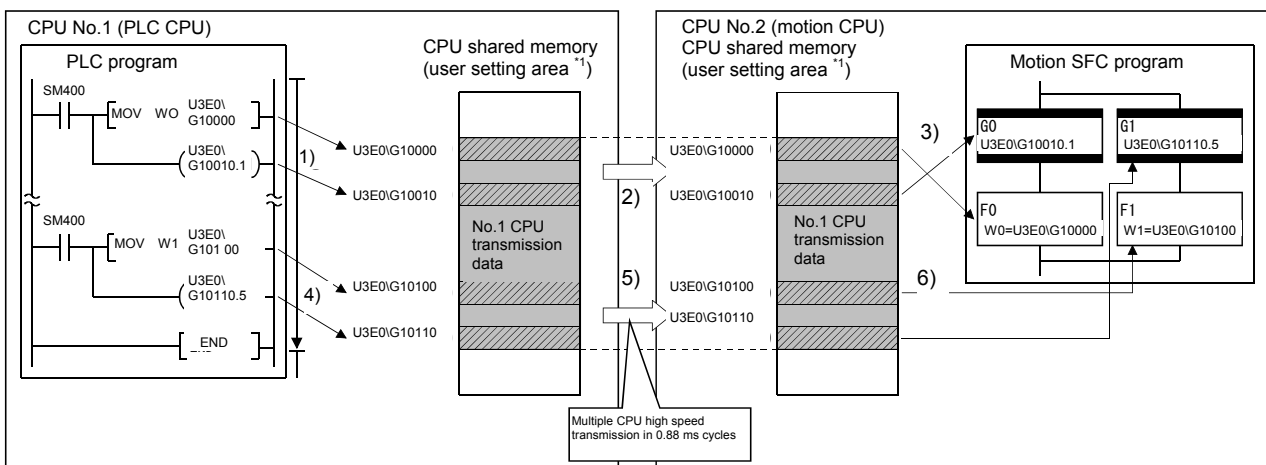 CPU No.1 (PLC CPU)
PLC program
SM400
MOV WO U3E0\
G10000
U3E0\
G10010.1
1)
SM400
MOV W1 U3E0\
G101 00
U3E0\
G10110.5
4)
END
CPU shared memory
(user setting area *1)
U3E0\G10000
U3E0\G10010
No.1 CPU
transmission
data
U3E0\G10100
U3E0\G10110
2)
5)
Multiple CPU high speed
transmission in 0.88 ms cycles
CPU No.2 (motion CPU)
CPU shared memory
(user setting area *1)
U3E0\G10000
U3E0\G10010
No.1 CPU
transmission
data
U3E0\G10100
U3E0\G10110
3)
6)
Motion SFC program
G0
U3E0\G10010.1
G1
U3E0\G10110.5
F0
W0=U3E0\G10000
F1
W1=U3E0\G10100